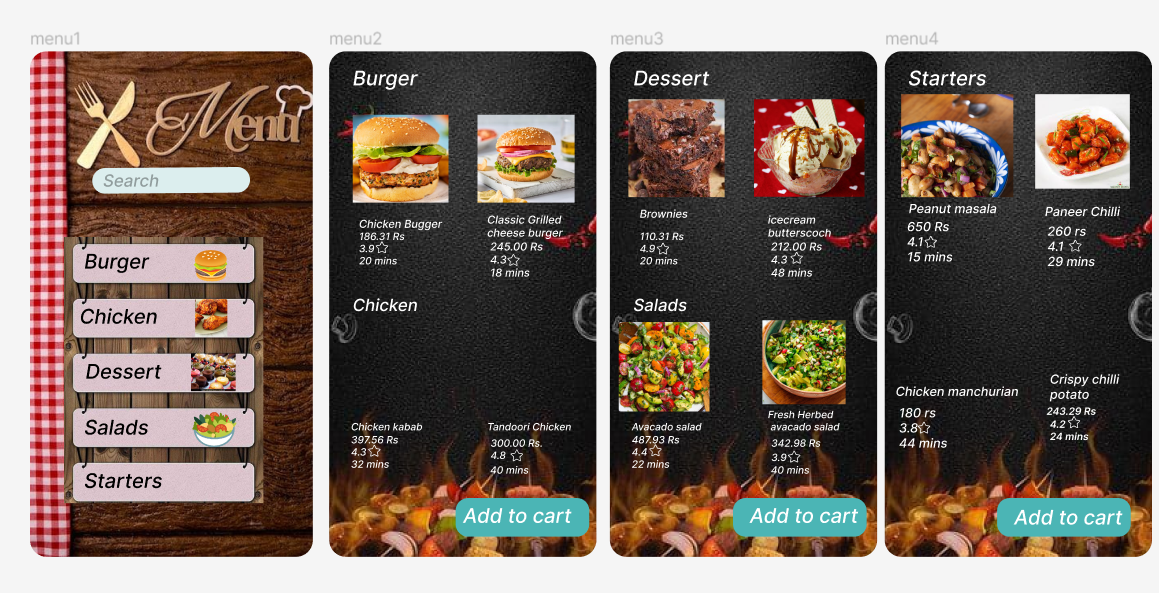 menu1
Menu
Search
Burger
Chicken
Dessert
Salads
Starters
menu2
Burger
Chicken Bugger
186.31 Rs
3.9
20 mins
Classic Grilled
cheese burger
245.00 Rs
4.3
18 mins
Chicken
Chicken kabab
397.56 Rs
4.3
32 mins
Tandoori Chicken
300.00 Rs.
4.8
40 mins
Add to cart
menu3
Dessert
Brownies
110.31 Rs
4.9
20 mins
icecream
butterscoch
212.00 Rs
4.3
48 mins
Salads
Avacado salad
487.93 Rs
4.4
22 mins
Fresh Herbed
avacado salad
342.98 Rs
3.9
40 mins
Add to cart
menu4
Starters
Peanut masala
650 Rs
4.1
15 mins
Paneer Chilli
260 rs
4.1
29 mins
Chicken manchurian
180 rs
3.8
44 mins
Crispy chilli
potato
243.29 Rs
4.2
24 mins
Add to cart